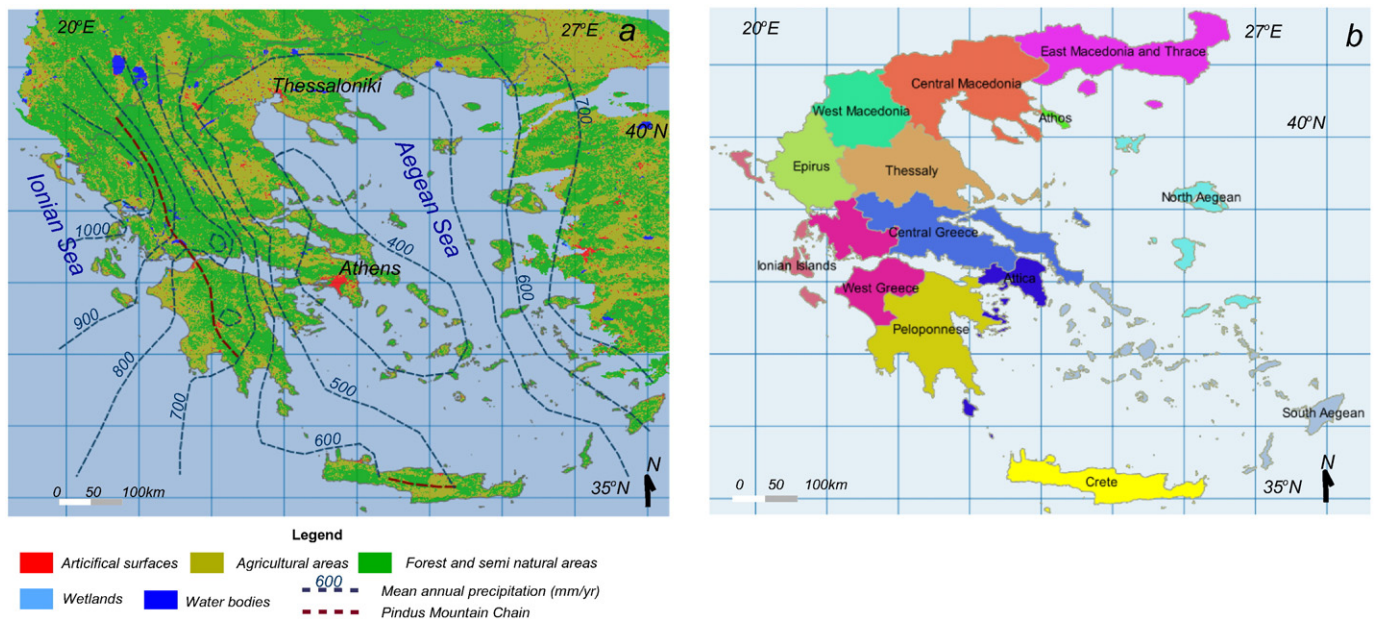 20°E
27°E
a
Thessaloniki
700
40°N
Aegean Sea
Ionian Sea
1000
400
Athens
600
900
800
700
500
600
N
0 50 100km
35°N
20°E
27°E
b
East Macedonia and Thrace
Central Macedonia
West Macedonia
Athos
40°N
Epirus
Thessaly
North Aegean
Central Greece
Ionian Islands
Attica
West Greece
Peloponnese
South Aegean
Crete
N
0 50 100km
35°N
Legend
Articifical surfaces
Agricultural areas
Forest and semi natural areas
600
Wetlands
Water bodies
Mean annual precipitation (mm/yr)
Pindus Mountain Chain